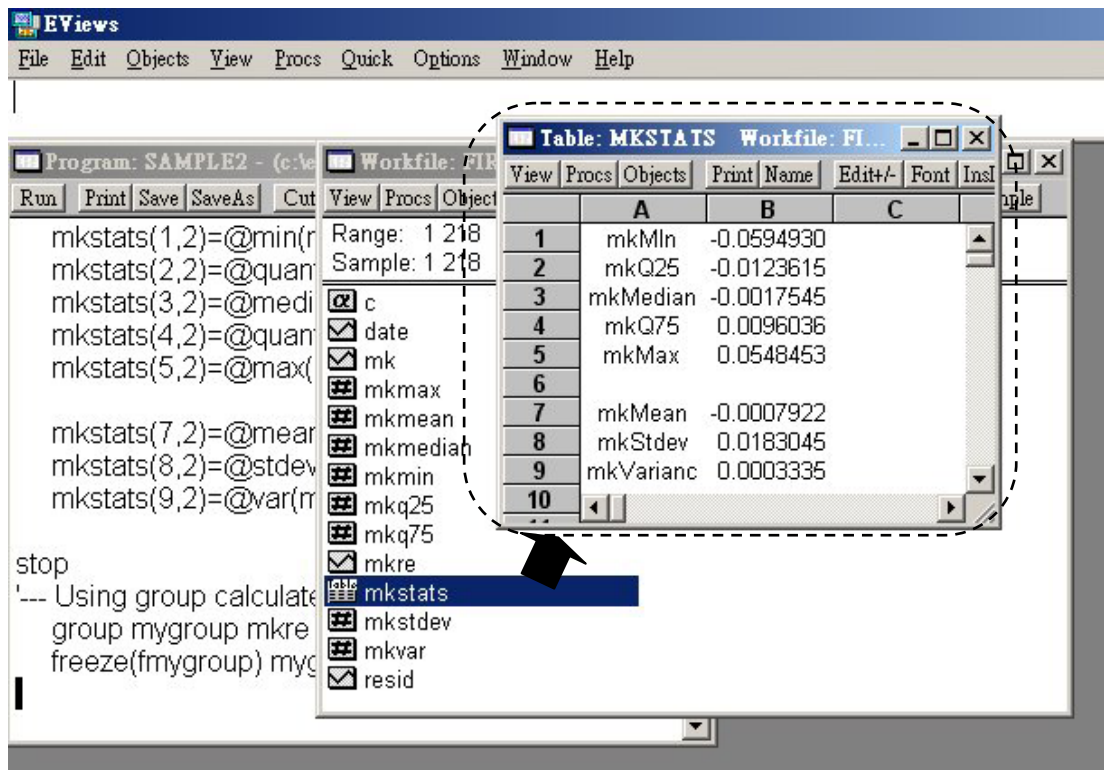 EViews
File Edit Objects View Procs Quick Options Window Help
Program: SAMPLE2 - (c:\e
Run Print Save SaveAs Cut
mkstats(1,2)=@min(r
mkstats(2,2)=@quan
mkstats(3,2)=@medi
mkstats(4,2)=@quan
mkstats(5,2)=@max(
mkstats(7,2)=@mear
mkstats(8,2)=@stdev
mkstats(9,2)=@var(m
stop
'--- Using group calculate
group mygroup mkre
freeze(fmygroup) myg
Workfile: FIR
View Procs Object
Range: 1 218
Sample: 1 218
c
date
mk
mkmax
mkmean
mkmedian
mkmin
mkq25
mkq75
mkre
mkstats
mkstdev
mkvar
resid
Table: MKSTATS Workfile: FI...
View Procs Objects Print Name Edit+/- Font InsI
A B C
1 mkMIn -0.0594930
2 mkQ25 -0.0123615
3 mkMedian -0.0017545
4 mkQ75 0.0096036
5 mkMax 0.0548453
6
7 mkMean -0.0007922
8 mkStdev 0.0183045
9 mkVarianc 0.0003335
10